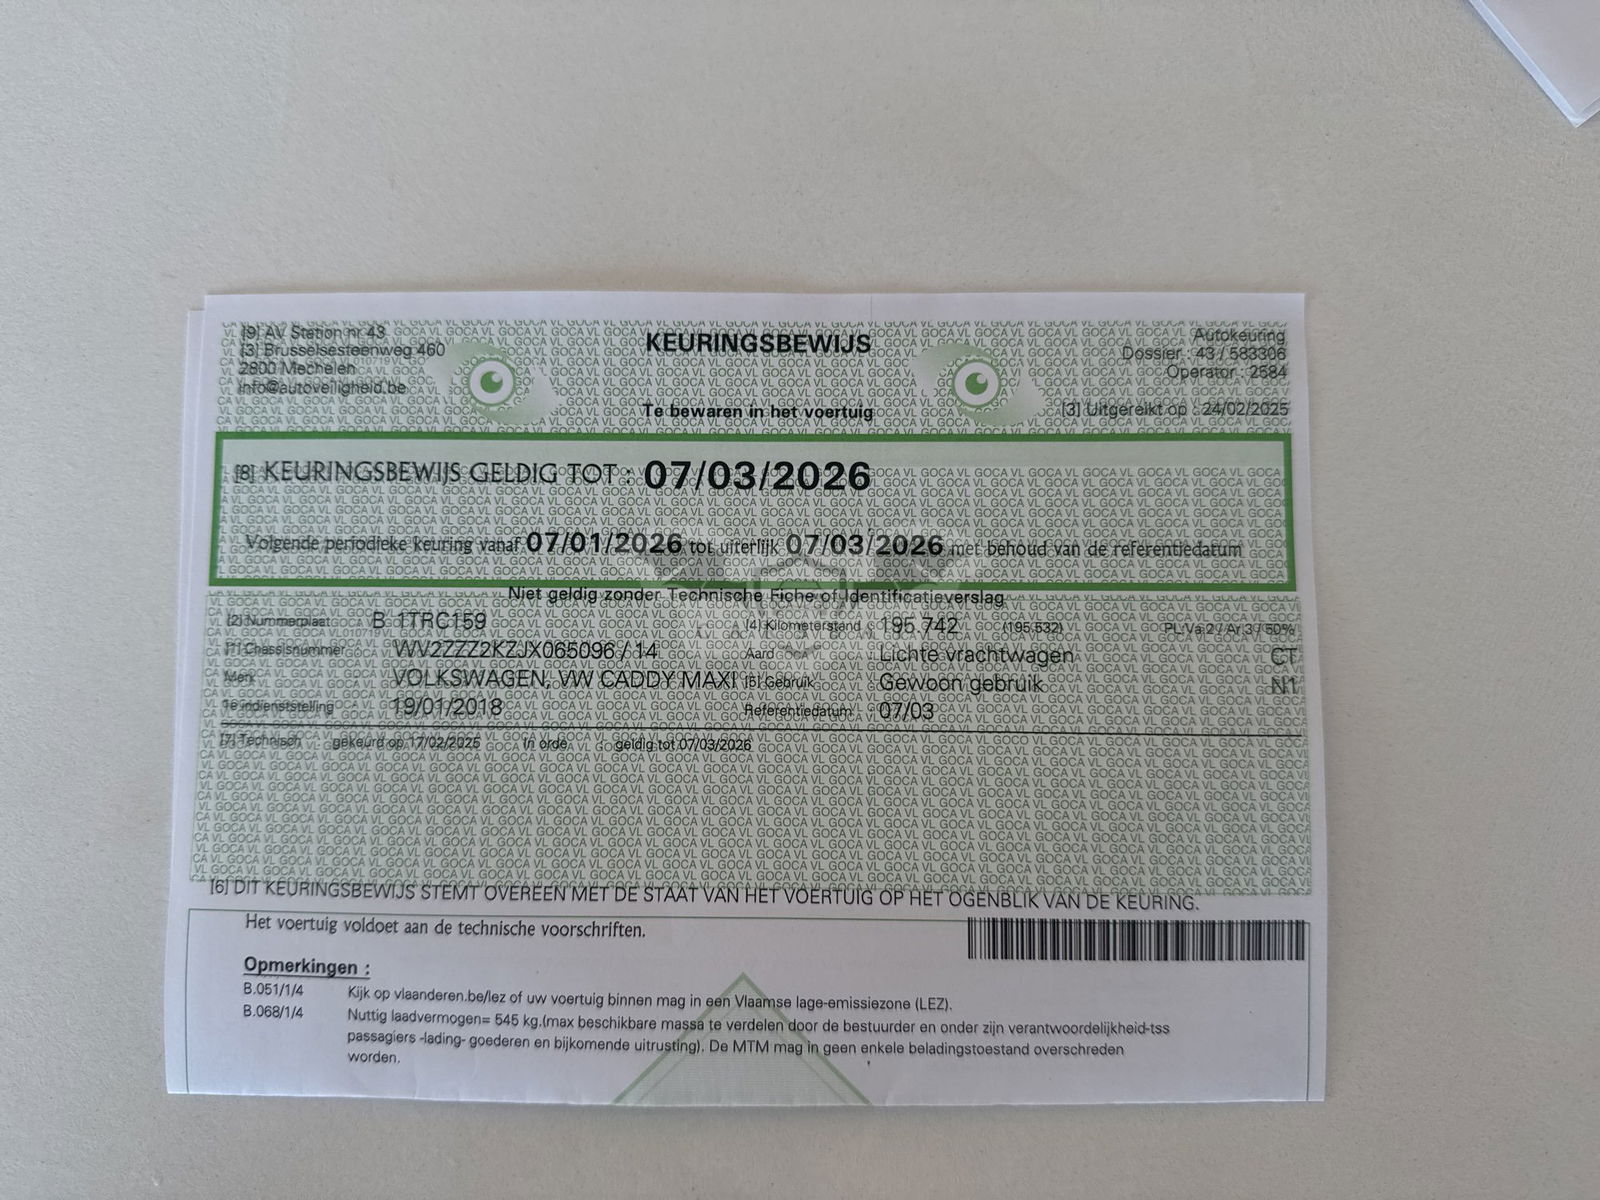 [9] AV Station nr 43
[3] Brusselsesteenweg 460
2800 Mechelen
info@autoveiligheid.be
KEURINGSBEWIJS
Te bewaren in het voertuig
Autokeuring
Dossier : 43 / 583306
Operator : 2584
[3] Uitgereikt op : 24/02/2025
[8] KEURINGSBEWIJS GELDIG TOT : 07/03/2026
Volgende periodieke keuring vanaf 07/01/2026 tot uiterlijk 07/03/2026 met behoud van de referentiedatum
Niet geldig zonder Technische Fiche of Identificatieverslag
[2] Nummerplaat B 1TRC159 [4] Kilometerstand 195.742 (195.532) PL.Va.2 / Ar.3 / 50%
[1] Chassisnummer WV2ZZZ2KZJX065096 / 14 Aard Lichte vrachtwagen CT
Merk VOLKSWAGEN, VW CADDY MAXI [5] Gebruik Gewoon gebruik N1
1e indienststelling 19/01/2018 Referentiedatum 07/03
[7] Technisch gekeurd op 17/02/2025 In orde : geldig tot 07/03/2026
[6] DIT KEURINGSBEWIJS STEMT OVEREEN MET DE STAAT VAN HET VOERTUIG OP HET OGENBLIK VAN DE KEURING.
Het voertuig voldoet aan de technische voorschriften.
Opmerkingen :
B.051/1/4 Kijk op vlaanderen.be/lez of uw voertuig binnen mag in een Vlaamse lage-emissiezone (LEZ).
B.068/1/4 Nuttig laadvermogen= 545 kg.(max beschikbare massa te verdelen door de bestuurder en onder zijn verantwoordelijkheid-tss
passagiers -lading- goederen en bijkomende uitrusting). De MTM mag in geen enkele beladingstoestand overschreden
worden.